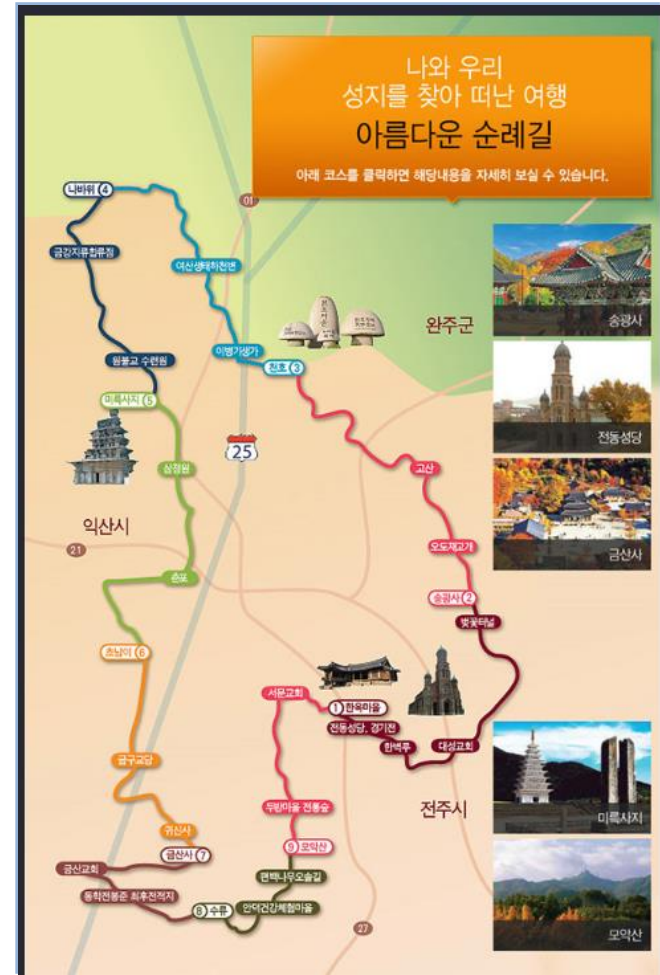 나와 우리
성지를 찾아 떠난 여행
아름다운 순례길
아래 코스를 클릭하면 해당내용을 자세히 보실 수 있습니다.
나바위 4
01
금강지류합류점
여산생태하천변
송광사
완주군
이병기생가
원불교 수련원
천호 3
미륵사지 5
전동성당
25
삼정원
고산
익산시
금산사
오도재고개
21
춘포
송광사 2
벚꽃터널
초남이 6
서문교회
1 한옥마을
전동성당, 경기전
한벽루
대성교회
금구교당
미륵사지
두방마을 전통숲
전주시
귀신사
금산사 7
9 모악산
금산교회
편백나무오솔길
동학전봉준 최후전적지
8 수류
안덕건강체험마을
27
모악산